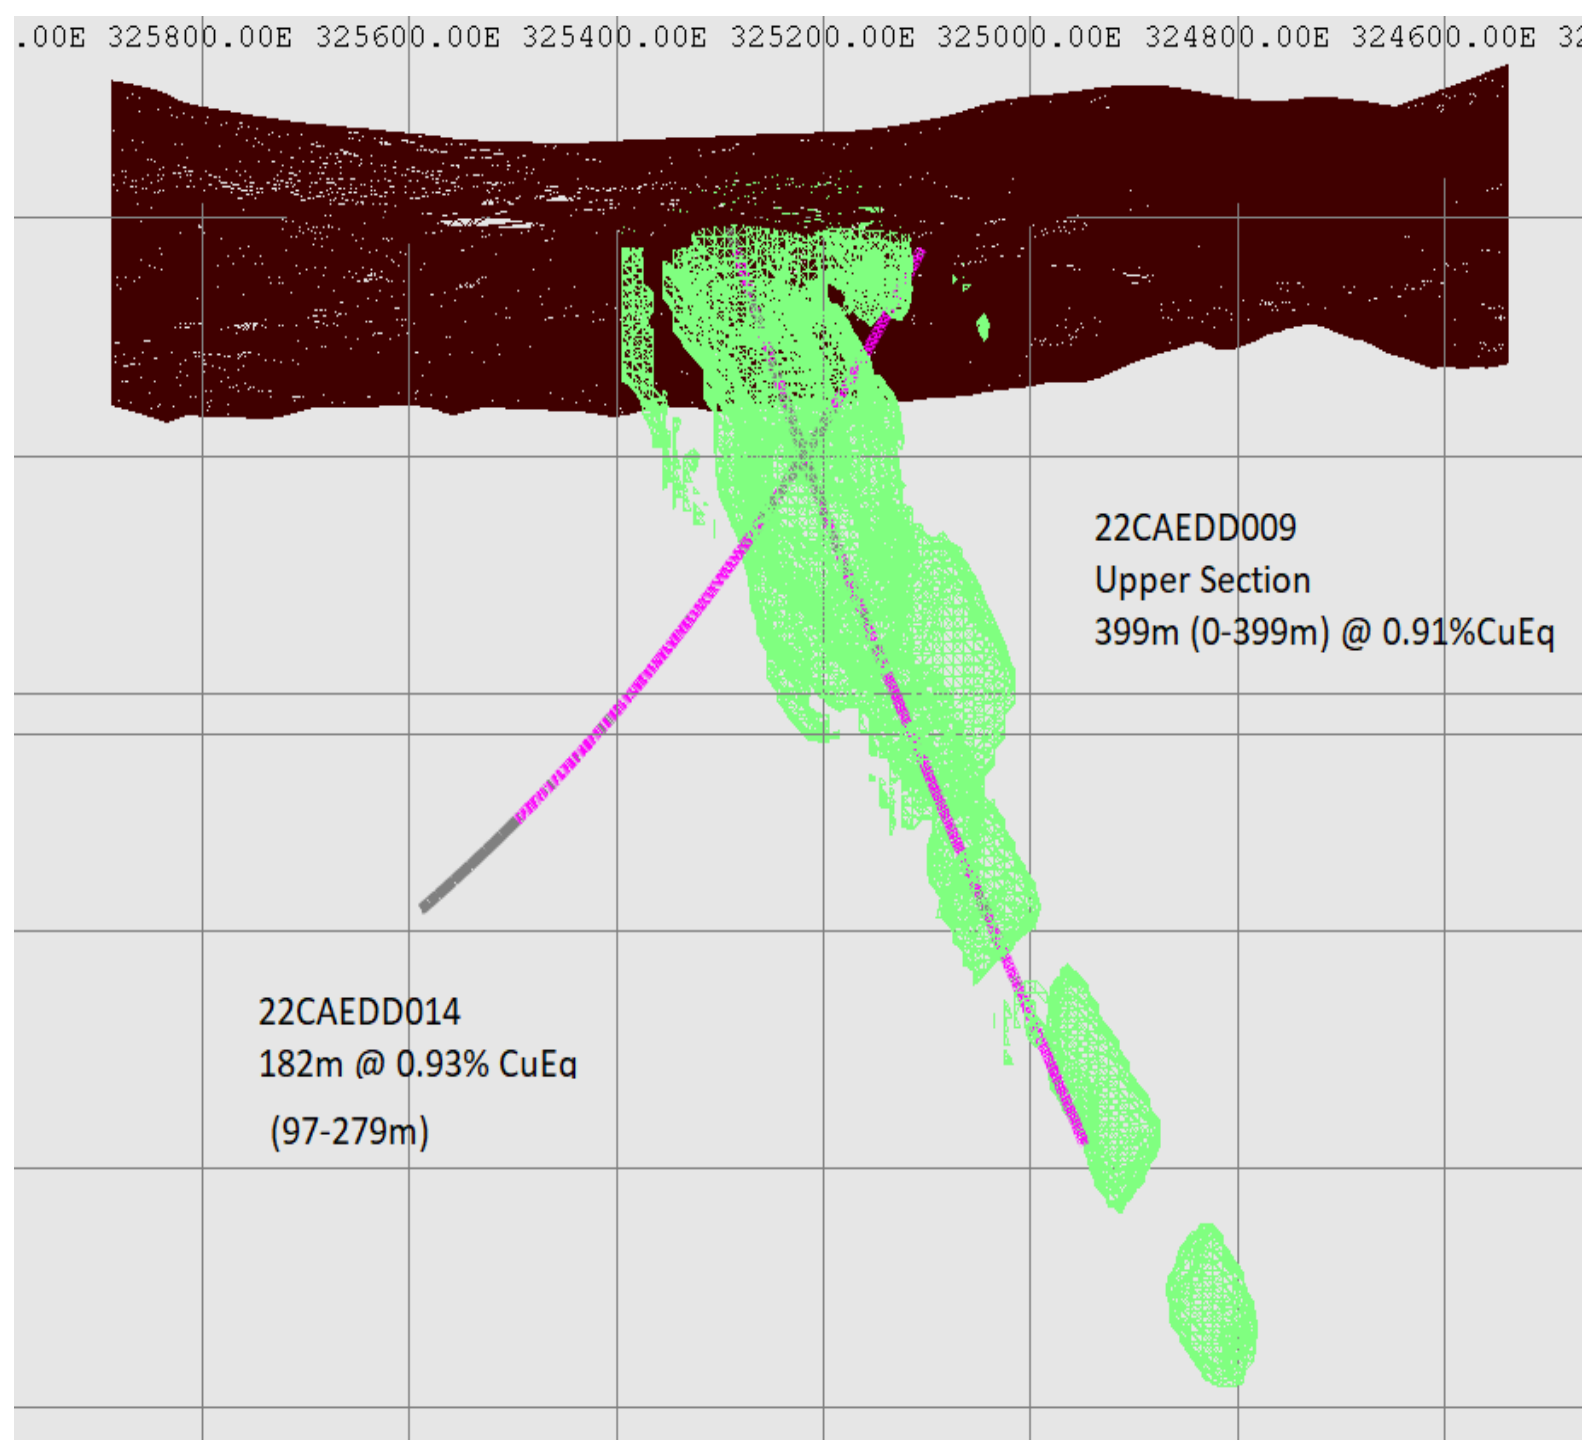 .00E 325800.00E 325600.00E 325400.00E 325200.00E 325000.00E 324800.00E 324600.00E 32
22CAEDD009
Upper Section
399m (0-399m) @ 0.91%CuEq
22CAEDD014
182m @ 0.93% CuEq
(97-279m)